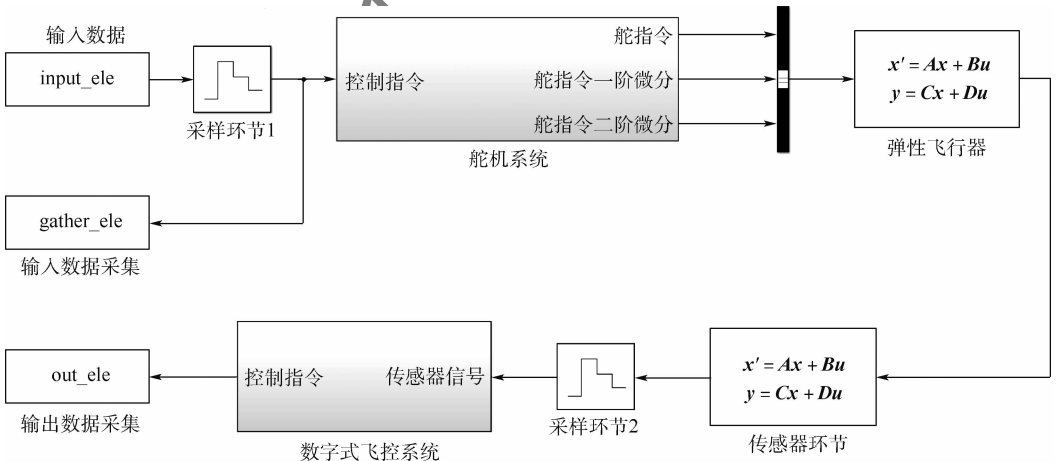 输入数据
input_ele
采样环节1
控制指令
舵指令
舵指令一阶微分
舵指令二阶微分
舵机系统
x' = Ax + Bu
y = Cx + Du
弹性飞行器
gather_ele
输入数据采集
out_ele
输出数据采集
控制指令
传感器信号
数字式飞控系统
采样环节2
x' = Ax + Bu
y = Cx + Du
传感器环节